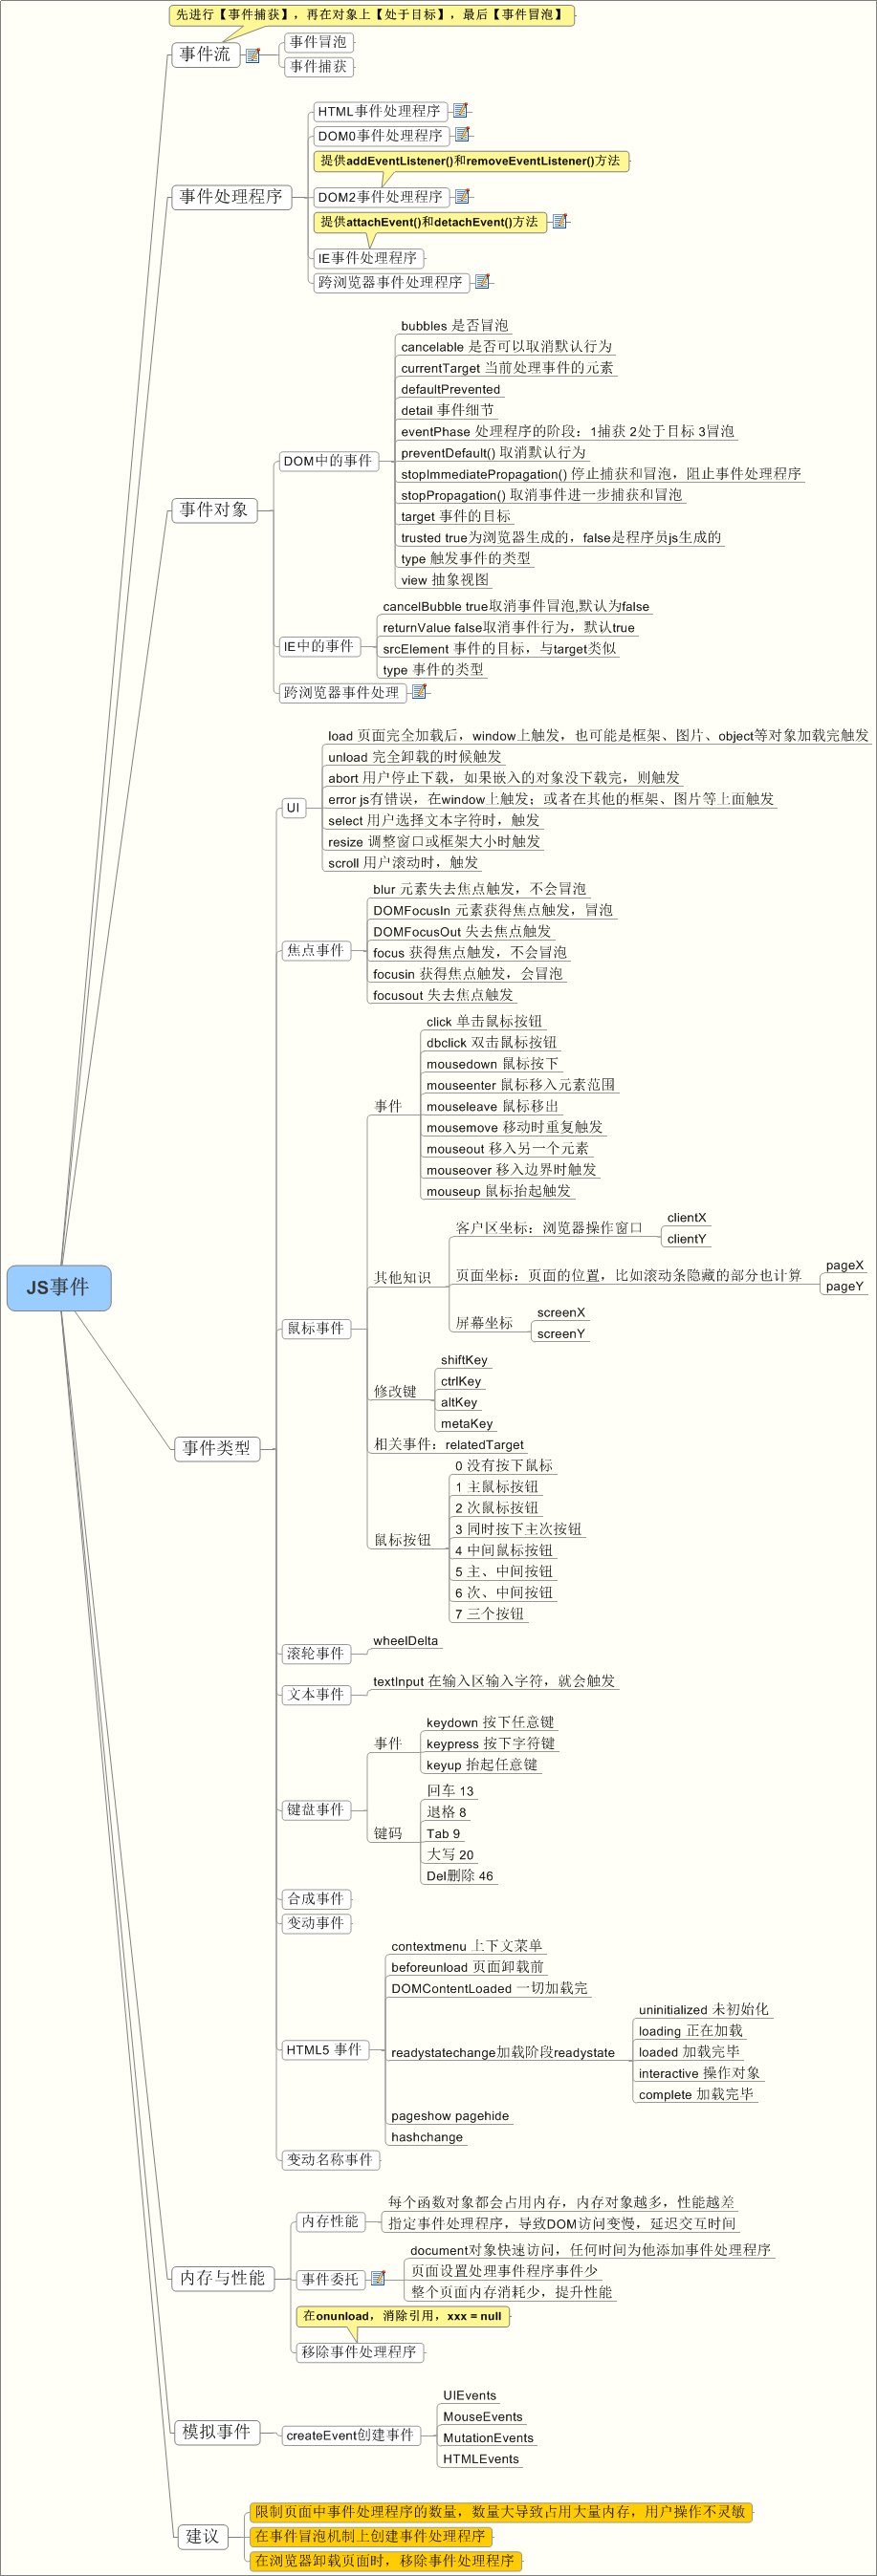 先进行【事件捕获】，再在对象上【处于目标】，最后【事件冒泡】
事件流
事件冒泡
事件捕获
事件处理程序
HTML事件处理程序
DOM0事件处理程序
提供addEventListener()和removeEventListener()方法
DOM2事件处理程序
提供attachEvent()和detachEvent()方法
IE事件处理程序
跨浏览器事件处理程序
事件对象
DOM中的事件
bubbles 是否冒泡
cancelable 是否可以取消默认行为
currentTarget 当前处理事件的元素
defaultPrevented
detail 事件细节
eventPhase 处理程序的阶段：1捕获 2处于目标 3冒泡
preventDefault() 取消默认行为
stopImmediatePropagation() 停止捕获和冒泡，阻止事件处理程序
stopPropagation() 取消事件进一步捕获和冒泡
target 事件的目标
trusted true为浏览器生成的，false是程序员js生成的
type 触发事件的类型
view 抽象视图
IE中的事件
cancelBubble true取消事件冒泡,默认为false
returnValue false取消事件行为，默认true
srcElement 事件的目标，与target类似
type 事件的类型
跨浏览器事件处理
JS事件
事件类型
UI
load 页面完全加载后，window上触发，也可能是框架、图片、object等对象加载完触发
unload 完全卸载的时候触发
abort 用户停止下载，如果嵌入的对象没下载完，则触发
error js有错误，在window上触发；或者在其他的框架、图片等上面触发
select 用户选择文本字符时，触发
resize 调整窗口或框架大小时触发
scroll 用户滚动时，触发
焦点事件
blur 元素失去焦点触发，不会冒泡
DOMFocusIn 元素获得焦点触发，冒泡
DOMFocusOut 失去焦点触发
focus 获得焦点触发，不会冒泡
focusin 获得焦点触发，会冒泡
focusout 失去焦点触发
鼠标事件
事件
click 单击鼠标按钮
dbclick 双击鼠标按钮
mousedown 鼠标按下
mouseenter 鼠标移入元素范围
mouseleave 鼠标移出
mousemove 移动时重复触发
mouseout 移入另一个元素
mouseover 移入边界时触发
mouseup 鼠标抬起触发
其他知识
客户区坐标：浏览器操作窗口
clientX
clientY
页面坐标：页面的位置，比如滚动条隐藏的部分也计算
pageX
pageY
屏幕坐标
screenX
screenY
修改键
shiftKey
ctrlKey
altKey
metaKey
相关事件：relatedTarget
鼠标按钮
0 没有按下鼠标
1 主鼠标按钮
2 次鼠标按钮
3 同时按下主次按钮
4 中间鼠标按钮
5 主、中间按钮
6 次、中间按钮
7 三个按钮
滚轮事件
wheelDelta
文本事件
textInput 在输入区输入字符，就会触发
键盘事件
事件
keydown 按下任意键
keypress 按下字符键
keyup 抬起任意键
键码
回车 13
退格 8
Tab 9
大写 20
Del删除 46
合成事件
变动事件
HTML5 事件
contextmenu 上下文菜单
beforeunload 页面卸载前
DOMContentLoaded 一切加载完
readystatechange加载阶段readystate
uninitialized 未初始化
loading 正在加载
loaded 加载完毕
interactive 操作对象
complete 加载完毕
pageshow pagehide
hashchange
变动名称事件
内存与性能
内存性能
每个函数对象都会占用内存，内存对象越多，性能越差
指定事件处理程序，导致DOM访问变慢，延迟交互时间
事件委托
document对象快速访问，任何时间为他添加事件处理程序
页面设置处理事件程序事件少
整个页面内存消耗少，提升性能
在onunload，消除引用，xxx = null
移除事件处理程序
模拟事件
createEvent创建事件
UIEvents
MouseEvents
MutationEvents
HTMLEvents
建议
限制页面中事件处理程序的数量，数量大导致占用大量内存，用户操作不灵敏
在事件冒泡机制上创建事件处理程序
在浏览器卸载页面时，移除事件处理程序